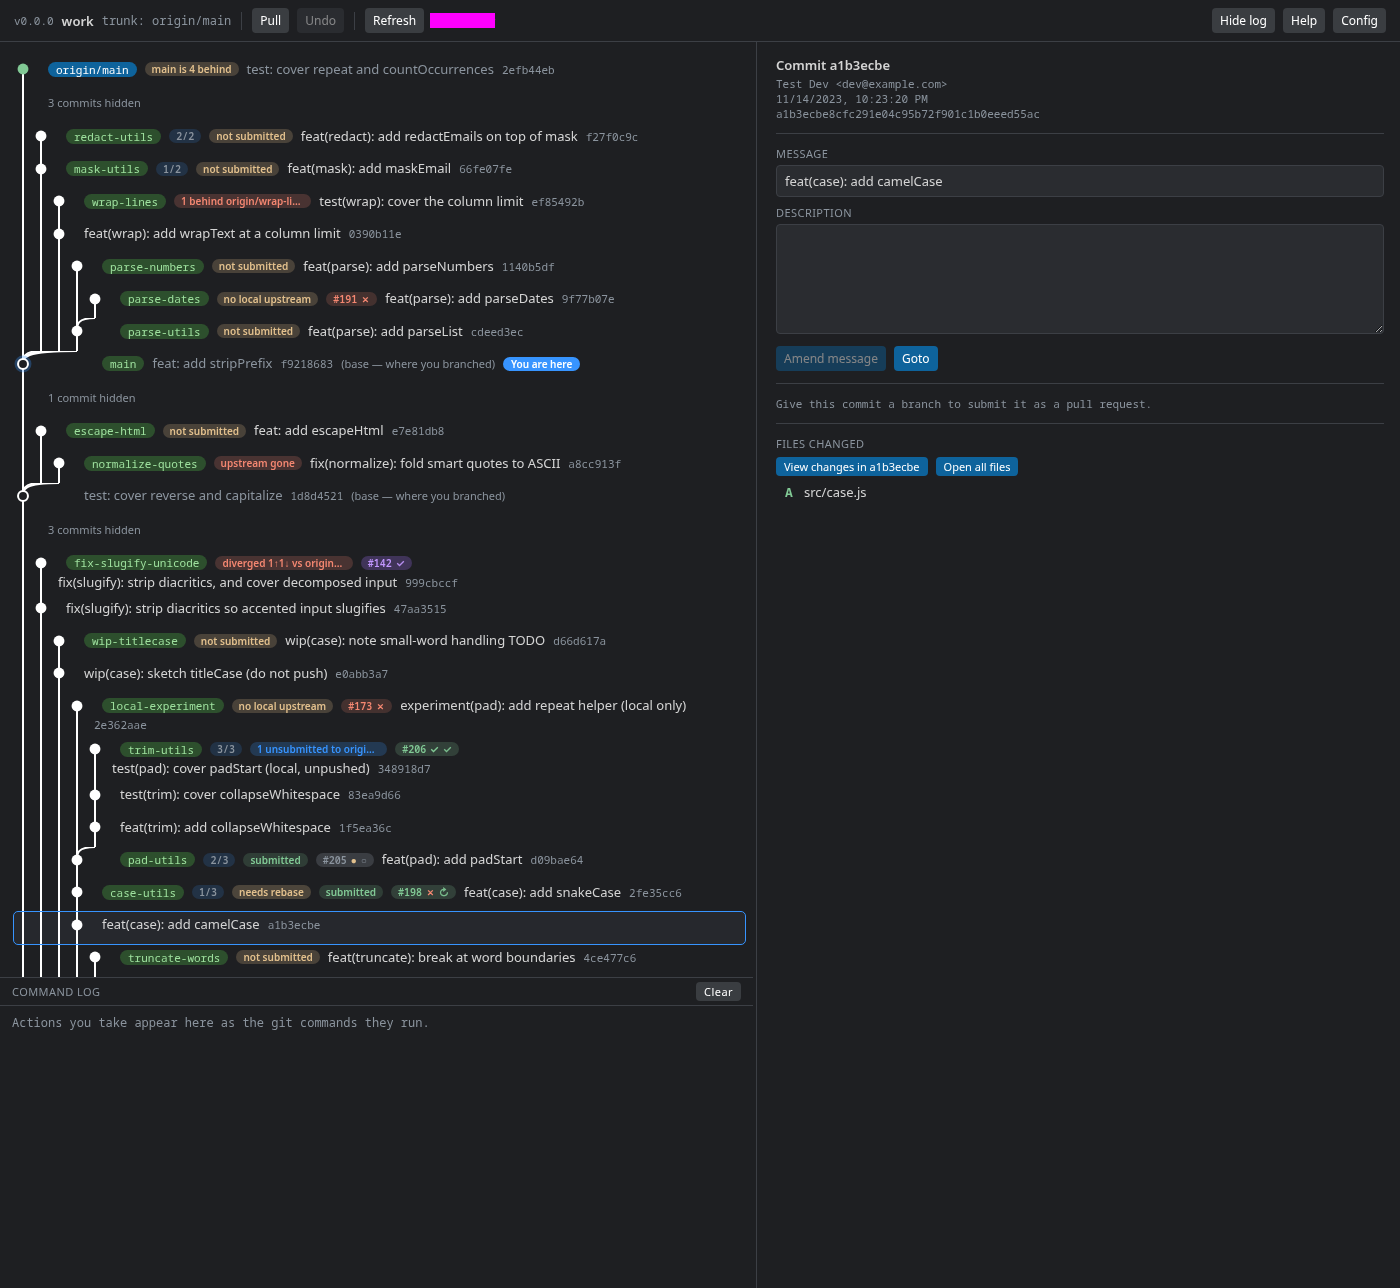 v0.0.0 work trunk: origin/main Pull Undo Refresh Hide log Help Config
origin/main main is 4 behind test: cover repeat and countOccurrences 2efb44eb
3 commits hidden
redact-utils 2/2 not submitted feat(redact): add redactEmails on top of mask f27f0c9c
mask-utils 1/2 not submitted feat(mask): add maskEmail 66fe07fe
wrap-lines 1 behind origin/wrap-li... test(wrap): cover the column limit ef85492b
feat(wrap): add wrapText at a column limit 0390b11e
parse-numbers not submitted feat(parse): add parseNumbers 1140b5df
parse-dates no local upstream #191 × feat(parse): add parseDates 9f77b07e
parse-utils not submitted feat(parse): add parseList cdeed3ec
main feat: add stripPrefix f9218683 (base — where you branched) You are here
1 commit hidden
escape-html not submitted feat: add escapeHtml e7e81db8
normalize-quotes upstream gone fix(normalize): fold smart quotes to ASCII a8cc913f
test: cover reverse and capitalize 1d8d4521 (base — where you branched)
3 commits hidden
fix-slugify-unicode diverged 1↑1↓ vs origin... #142 ✓
fix(slugify): strip diacritics, and cover decomposed input 999cbccf
fix(slugify): strip diacritics so accented input slugifies 47aa3515
wip-titlecase not submitted wip(case): note small-word handling TODO d66d617a
wip(case): sketch titleCase (do not push) e0abb3a7
local-experiment no local upstream #173 × experiment(pad): add repeat helper (local only)
2e362aae
trim-utils 3/3 1 unsubmitted to origi... #206 ✓ ✓
test(pad): cover padStart (local, unpushed) 348918d7
test(trim): cover collapseWhitespace 83ea9d66
feat(trim): add collapseWhitespace 1f5ea36c
pad-utils 2/3 submitted #205 ● ○ feat(pad): add padStart d09bae64
case-utils 1/3 needs rebase submitted #198 × ↻ feat(case): add snakeCase 2fe35cc6
feat(case): add camelCase a1b3ecbe
truncate-words not submitted feat(truncate): break at word boundaries 4ce477c6
COMMAND LOG Clear
Actions you take appear here as the git commands they run.
Commit a1b3ecbe
Test Dev <dev@example.com>
11/14/2023, 10:23:20 PM
a1b3ecbe8cfc291e04c95b72f901c1b0eeed55ac
MESSAGE
feat(case): add camelCase
DESCRIPTION
Amend message Goto
Give this commit a branch to submit it as a pull request.
FILES CHANGED
View changes in a1b3ecbe Open all files
A src/case.js